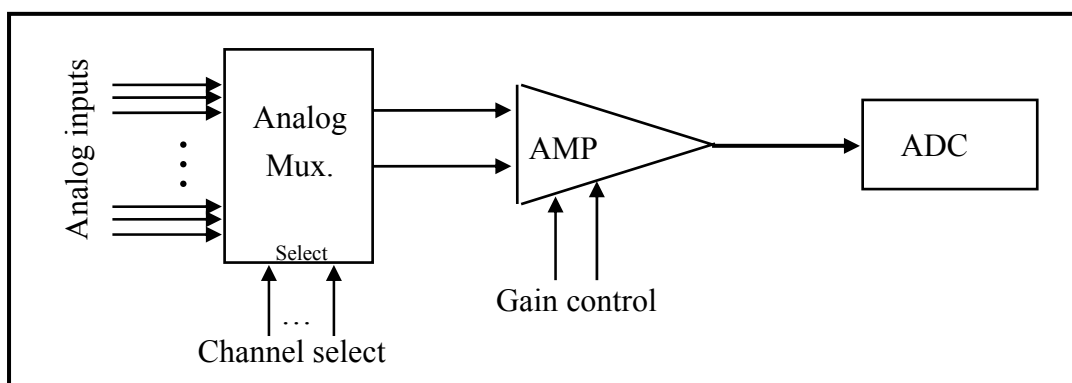 Analog inputs
Analog
Mux.
Select
...
Channel select
AMP
Gain control
ADC